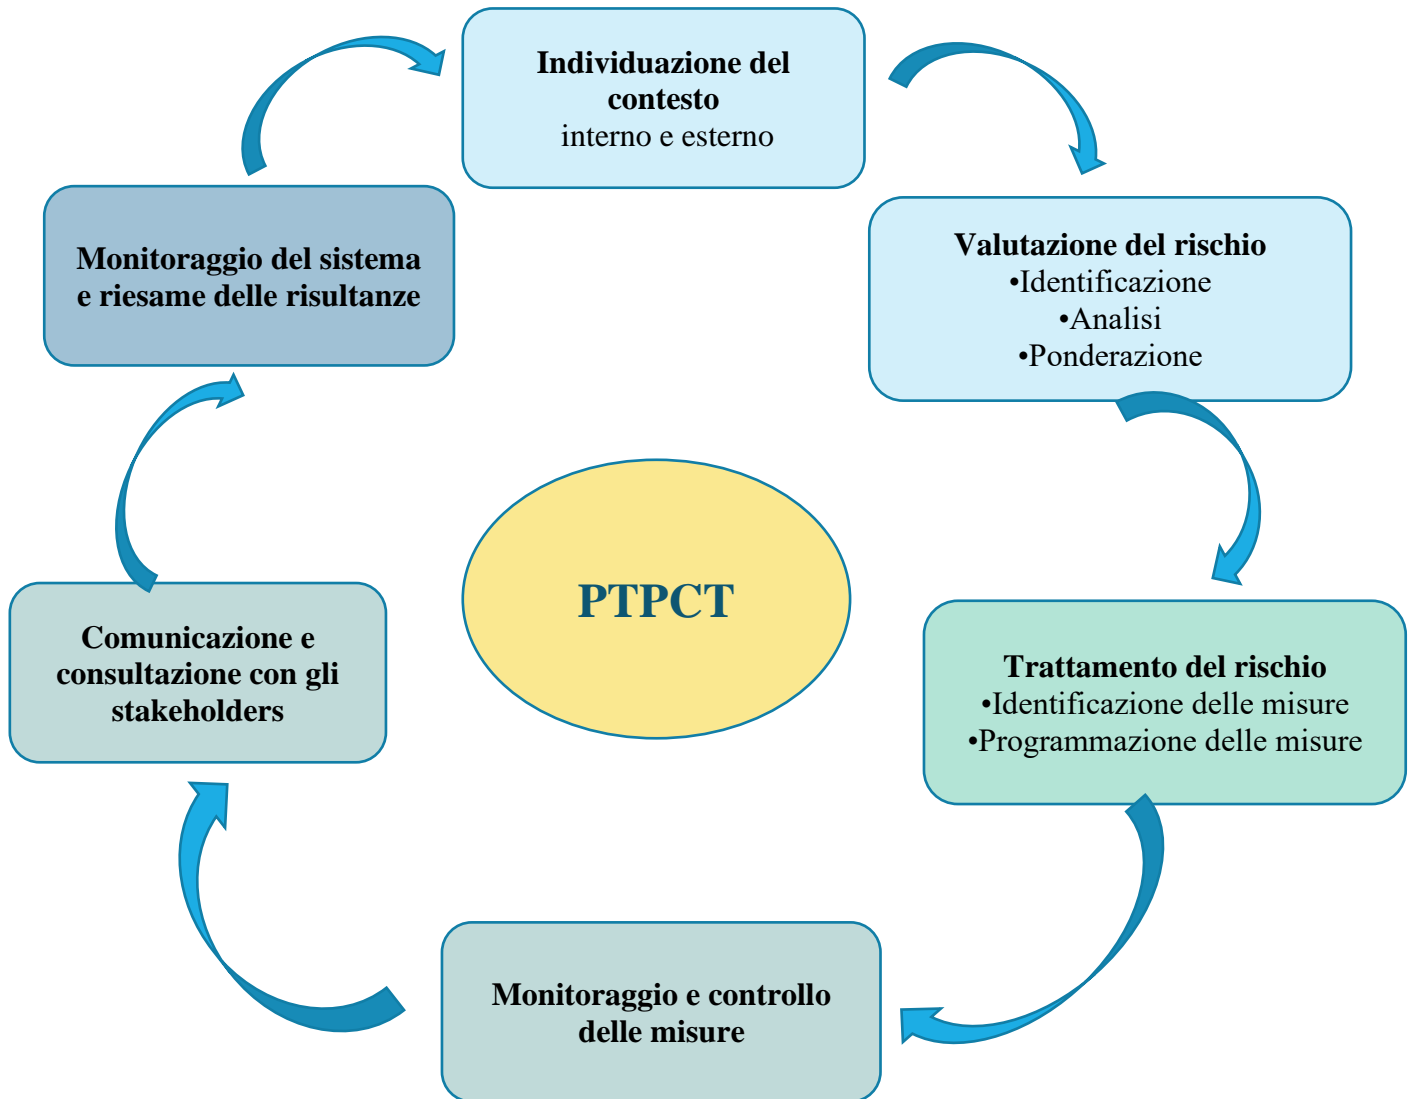 Individuazione del
contesto
interno e esterno
Valutazione del rischio
•Identificazione
•Analisi
•Ponderazione
Trattamento del rischio
•Identificazione delle misure
•Programmazione delle misure
Monitoraggio e controllo
delle misure
Comunicazione e
consultazione con gli
stakeholders
Monitoraggio del sistema
e riesame delle risultanze
PTPCT